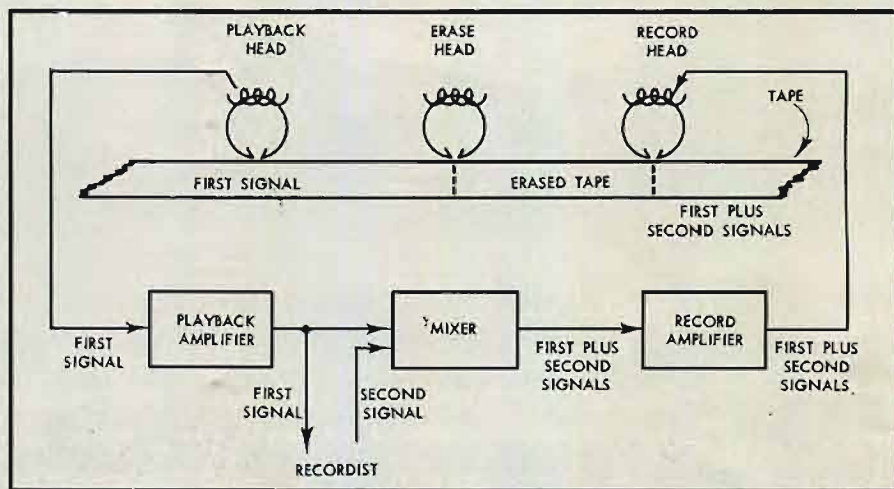 PLAYBACK
HEAD
ERASE
HEAD
RECORD
HEAD
TAPE
FIRST SIGNAL
ERASED TAPE
FIRST PLUS
SECOND SIGNALS
FIRST
SIGNAL
PLAYBACK
AMPLIFIER
FIRST
SIGNAL
SECOND
SIGNAL
RECORDIST
MIXER
FIRST PLUS
SECOND
SIGNALS
RECORD
AMPLIFIER
FIRST PLUS
SECOND
SIGNALS